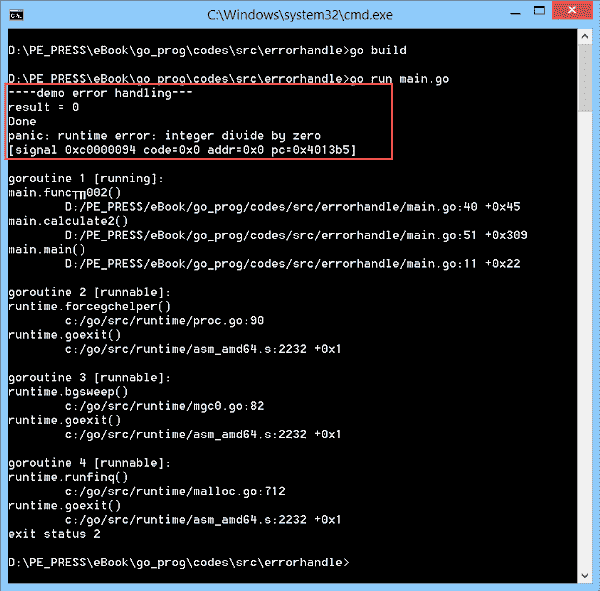 C:\Windows\system32\cmd.exe
D:\PE_PRESS\eBook\go_prog\codes\src\errorhandle>go build
D:\PE_PRESS\eBook\go_prog\codes\src\errorhandle>go run main.go
----demo error handling---
result = 0
Done
panic: runtime error: integer divide by zero
[signal 0xc0000094 code=0x0 addr=0x0 pc=0x4013b5]
goroutine 1 [running]:
main.func┬╖002()
D:/PE_PRESS/eBook/go_prog/codes/src/errorhandle/main.go:40 +0x45
main.calculate2()
D:/PE_PRESS/eBook/go_prog/codes/src/errorhandle/main.go:51 +0x309
main.main()
D:/PE_PRESS/eBook/go_prog/codes/src/errorhandle/main.go:11 +0x22
goroutine 2 [runnable]:
runtime.forcegchelper()
c:/go/src/runtime/proc.go:90
runtime.goexit()
c:/go/src/runtime/asm_amd64.s:2232 +0x1
goroutine 3 [runnable]:
runtime.bgsweep()
c:/go/src/runtime/mgc0.go:82
runtime.goexit()
c:/go/src/runtime/asm_amd64.s:2232 +0x1
goroutine 4 [runnable]:
runtime.runfinq()
c:/go/src/runtime/malloc.go:712
runtime.goexit()
c:/go/src/runtime/asm_amd64.s:2232 +0x1
exit status 2
D:\PE_PRESS\eBook\go_prog\codes\src\errorhandle>